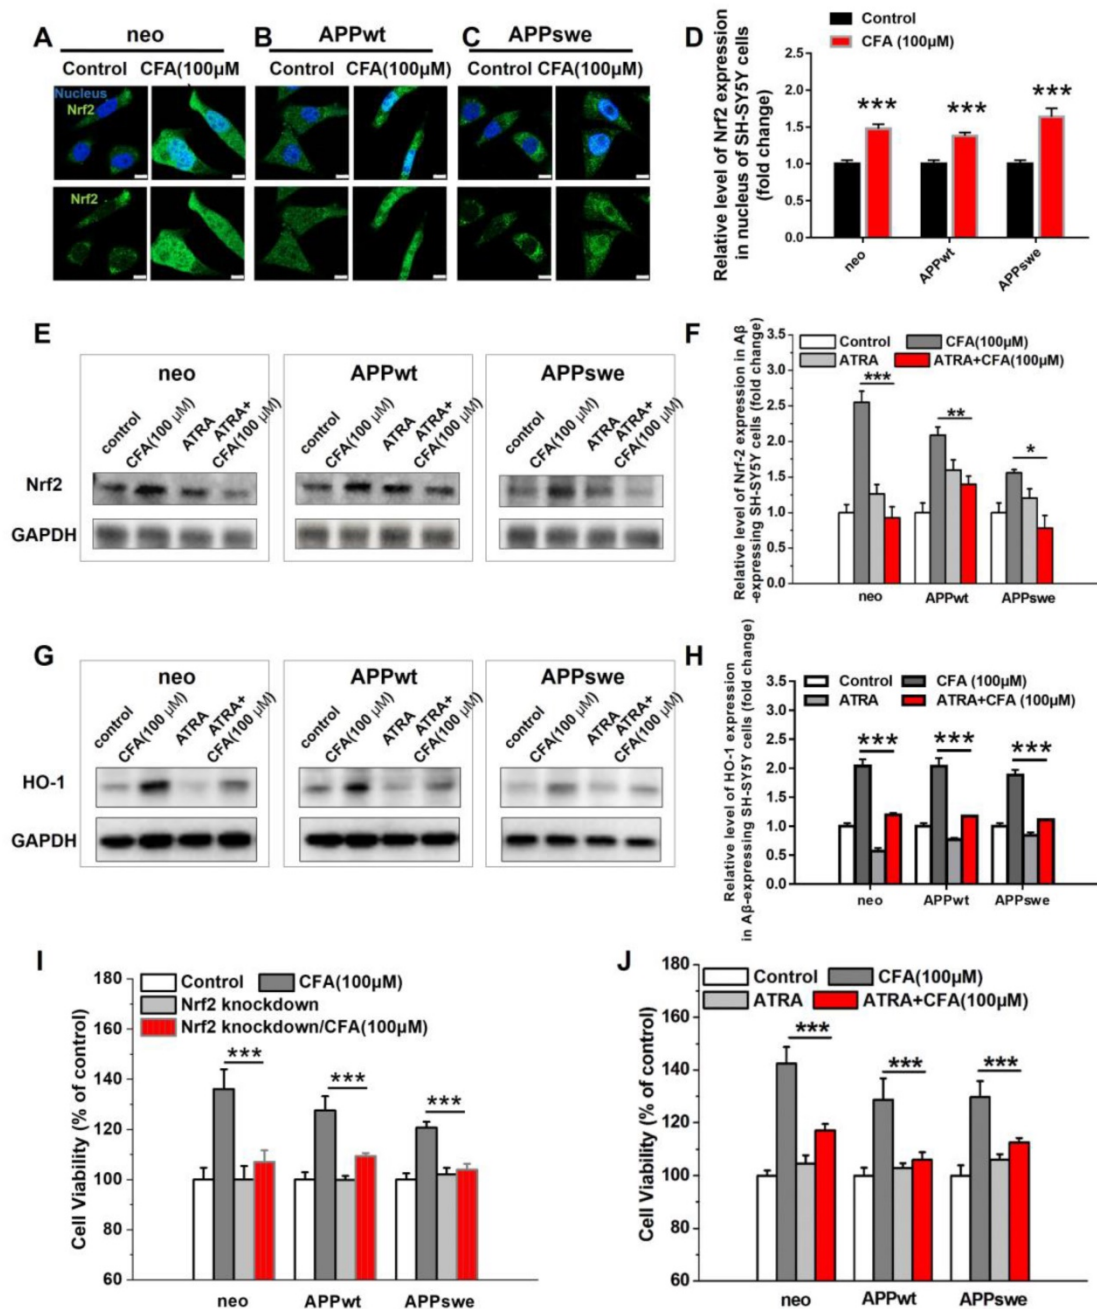 A
neo
Control CFA(100µM
Nucleus
Nrf2
Nrf2
B
APPwt
Control CFA(100µM)
C
APPswe
Control CFA(100µM)
D
Control
CFA (100µM)
Relative level of Nrf2 expression
in nucleus of SH-SY5Y cells
(fold change)
2.5
2.0
1.5
1.0
0.5
0.0
*** *** ***
neo APPwt APPswe
E
neo
control CFA(100 µM) ATRA ATRA+
CFA(100 µM)
APPwt
control CFA(100 µM) ATRA ATRA+
CFA(100 µM)
APPswe
control CFA(100 µM) ATRA ATRA+
CFA(100 µM)
Nrf2
GAPDH
F
Control CFA(100µM)
ATRA ATRA+CFA(100µM)
Relative level of Nrf-2 expression in Aβ
-expressing SH-SY5Y cells (fold change)
3.5
3.0
2.5
2.0
1.5
1.0
0.5
0.0
*** ** *
neo APPwt APPswe
G
neo
control CFA(100 µM) ATRA ATRA+
CFA(100 µM)
APPwt
control CFA(100 µM) ATRA ATRA+
CFA(100 µM)
APPswe
control CFA(100 µM) ATRA ATRA+
CFA(100 µM)
HO-1
GAPDH
H
Control CFA (100µM)
ATRA ATRA+CFA (100µM)
Relative level of HO-1 expression
in Aβ-expressing SH-SY5Y cells (fold change)
3.5
3.0
2.5
2.0
1.5
1.0
0.5
0.0
*** *** ***
neo APPwt APPswe
I
Control CFA(100µM)
Nrf2 knockdown
Nrf2 knockdown/CFA(100µM)
Cell Viability (% of control)
180
160
140
120
100
80
60
*** *** ***
neo APPwt APPswe
J
Control CFA(100µM)
ATRA ATRA+CFA(100µM)
Cell Viability (% of control)
180
160
140
120
100
80
60
*** *** ***
neo APPwt APPswe